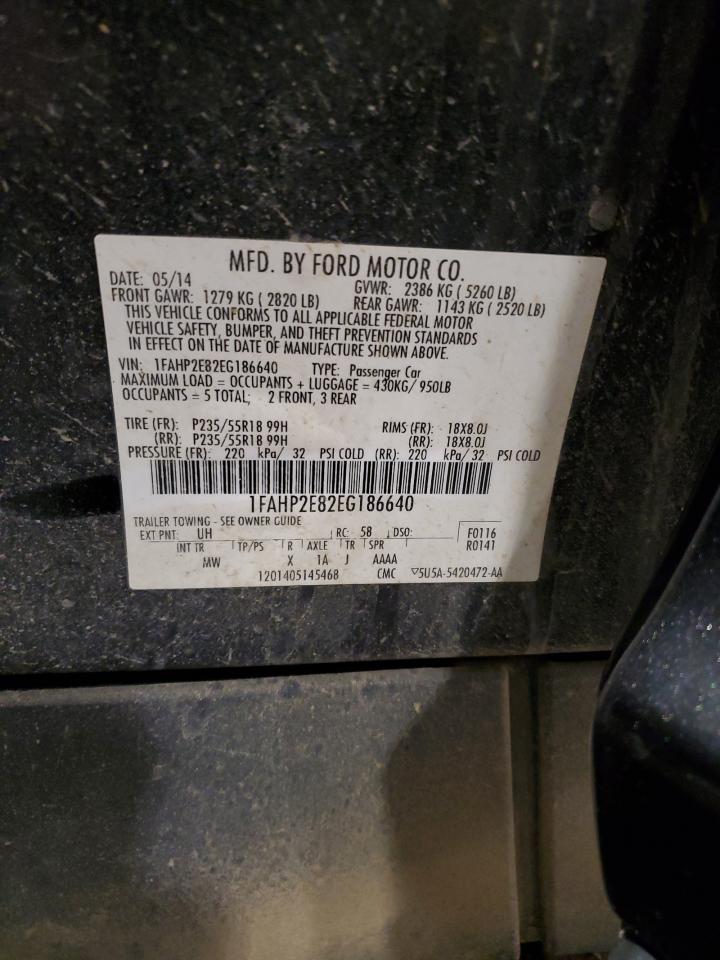 MFD. BY FORD MOTOR CO.
DATE: 05/14 GVWR: 2386 KG ( 5260 LB)
FRONT GAWR: 1279 KG ( 2820 LB) REAR GAWR: 1143 KG ( 2520 LB)
THIS VEHICLE CONFORMS TO ALL APPLICABLE FEDERAL MOTOR
VEHICLE SAFETY, BUMPER, AND THEFT PREVENTION STANDARDS
IN EFFECT ON THE DATE OF MANUFACTURE SHOWN ABOVE.
VIN: 1FAHP2E82EG186640 TYPE: Passenger Car
MAXIMUM LOAD = OCCUPANTS + LUGGAGE = 430KG/ 950LB
OCCUPANTS = 5 TOTAL; 2 FRONT, 3 REAR
TIRE (FR): P235/55R18 99H RIMS (FR): 18X8.0J
(RR): P235/55R18 99H (RR): 18X8.0J
PRESSURE (FR): 220 kPa/ 32 PSI COLD (RR): 220 kPa/ 32 PSI COLD
1FAHP2E82EG186640
TRAILER TOWING - SEE OWNER GUIDE
EXT PNT: UH RC: 58 DSO: F0116
INT TR TP/PS R AXLE TR SPR R0141
MW X 1A J AAAA
1201405145468 CMC ▽5U5A-5420472-AA